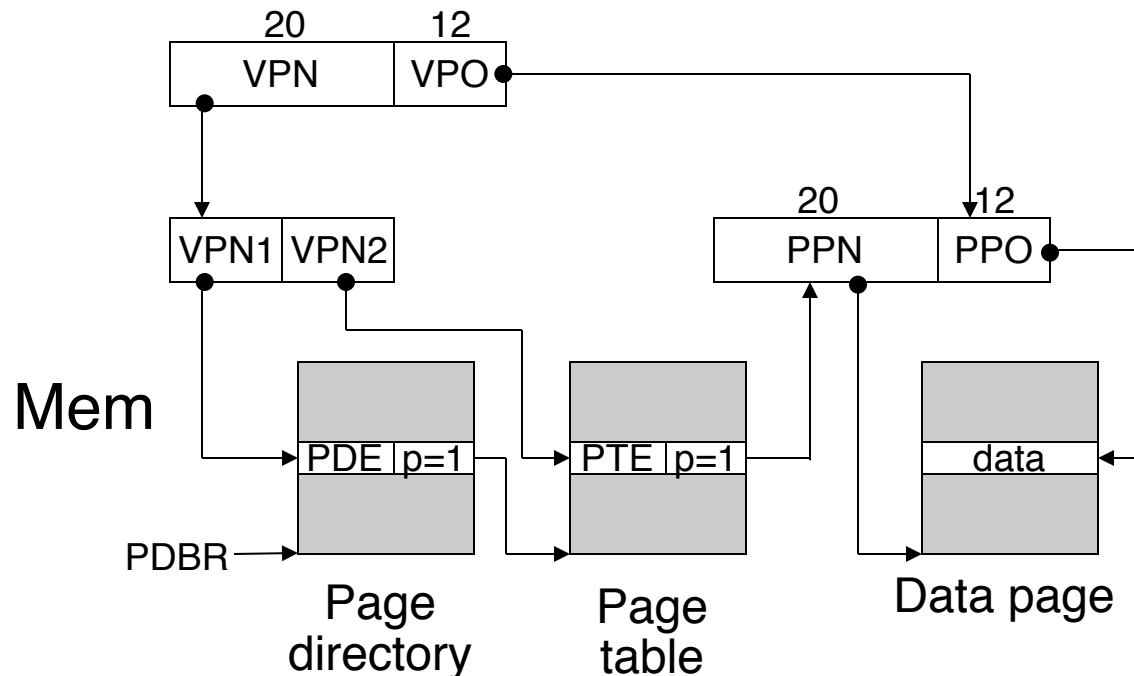 20 12
VPN VPO
20 12
VPN1 VPN2 PPN PPO
Mem
PDE p=1 PTE p=1 data
PDBR
Page directory
Page table
Data page